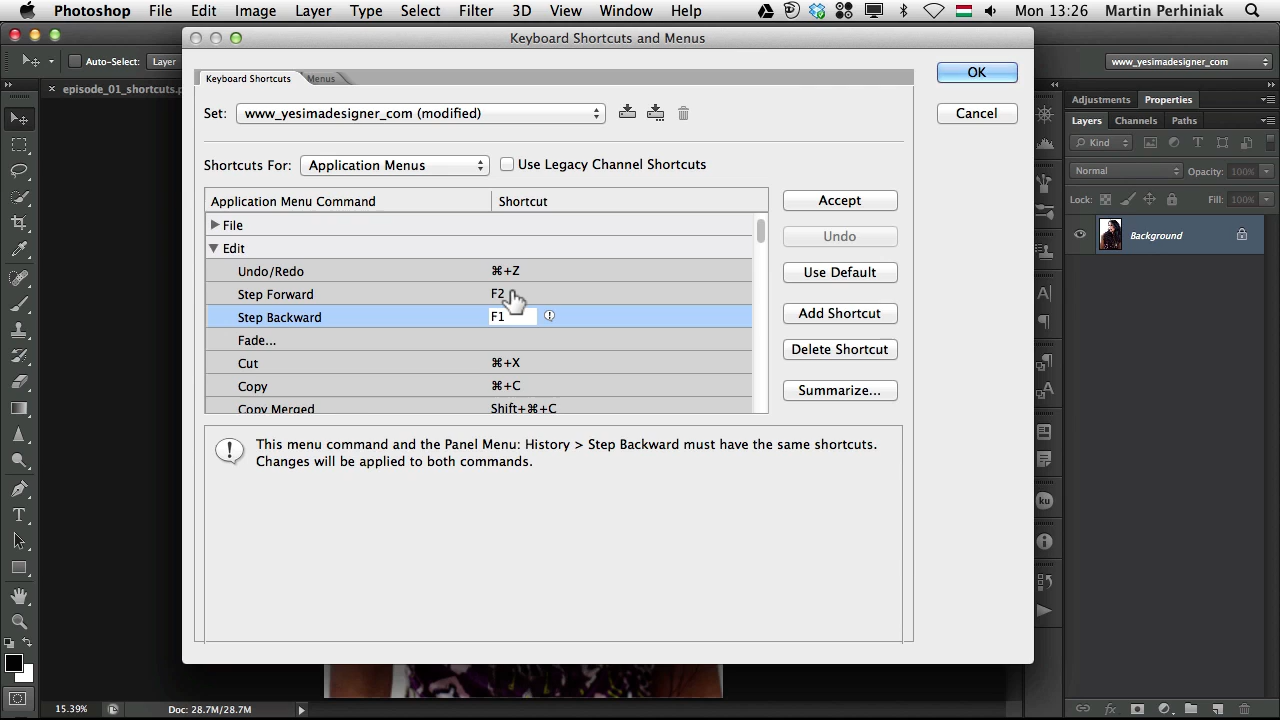 Photoshop File Edit Image Layer Type Select Filter 3D View Window Help Mon 13:26 Martin Perhiniak
Keyboard Shortcuts and Menus
Auto-Select: Layer
www_yesimadesigner_com
episode_01_shortcuts.p
Keyboard Shortcuts Menus
OK
Set: www_yesimadesigner_com (modified)
Cancel
Adjustments Properties
Layers Channels Paths
Kind
Shortcuts For: Application Menus Use Legacy Channel Shortcuts
Normal Opacity: 100%
Application Menu Command Shortcut
Accept
Lock: Fill: 100%
File
Undo
Background
Edit
Undo/Redo ⌘+Z
Use Default
Step Forward F2
Step Backward F1
Add Shortcut
Fade...
Delete Shortcut
Cut ⌘+X
Copy ⌘+C
Summarize...
Copy Merged Shift+⌘+C
This menu command and the Panel Menu: History > Step Backward must have the same shortcuts.
Changes will be applied to both commands.
ku
15.39% Doc: 28.7M/28.7M